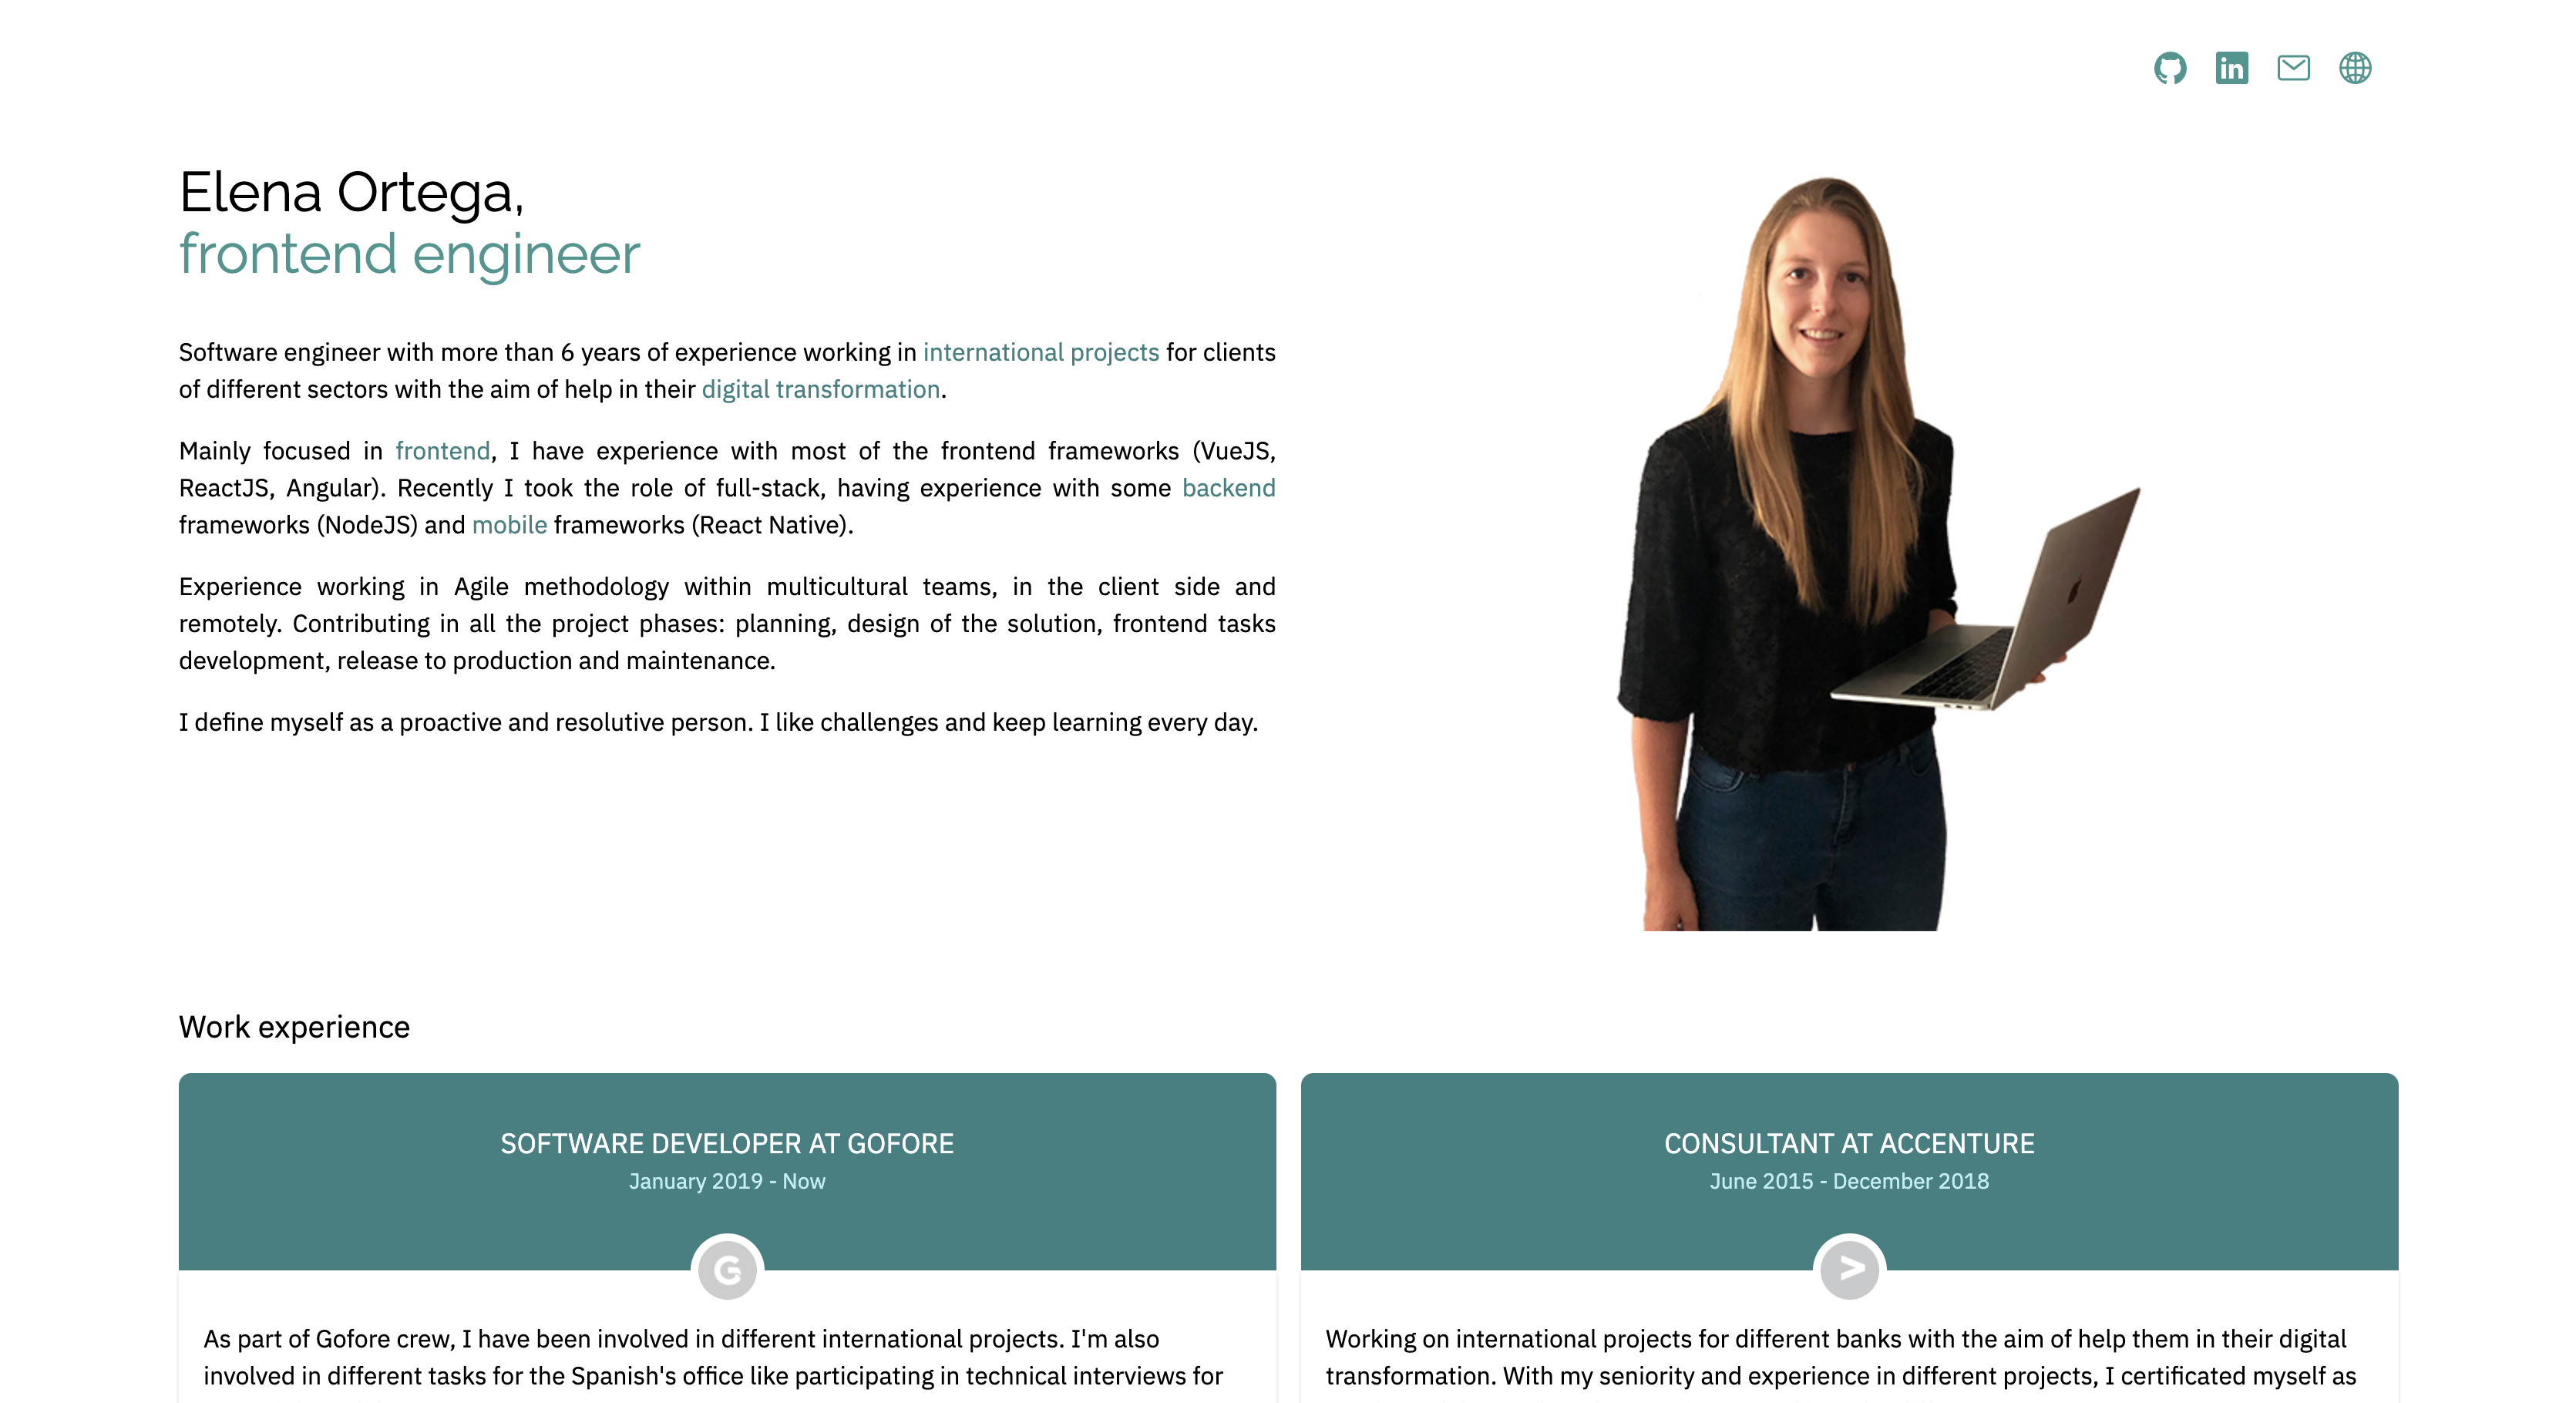 in
Elena Ortega,
frontend engineer
Software engineer with more than 6 years of experience working in international projects for clients
of different sectors with the aim of help in their digital transformation.
Mainly focused in frontend, I have experience with most of the frontend frameworks (VueJS,
ReactJS, Angular). Recently I took the role of full-stack, having experience with some backend
frameworks (NodeJS) and mobile frameworks (React Native).
Experience working in Agile methodology within multicultural teams, in the client side and
remotely. Contributing in all the project phases: planning, design of the solution, frontend tasks
development, release to production and maintenance.
I define myself as a proactive and resolutive person. I like challenges and keep learning every day.
Work experience
SOFTWARE DEVELOPER AT GOFORE
January 2019 - Now
G
As part of Gofore crew, I have been involved in different international projects. I'm also
involved in different tasks for the Spanish's office like participating in technical interviews for
CONSULTANT AT ACCENTURE
June 2015 - December 2018
>
Working on international projects for different banks with the aim of help them in their digital
transformation. With my seniority and experience in different projects, I certificated myself as